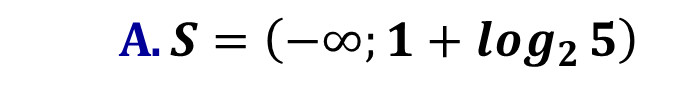 A. S = (−∞; 1 + log₂ 5)